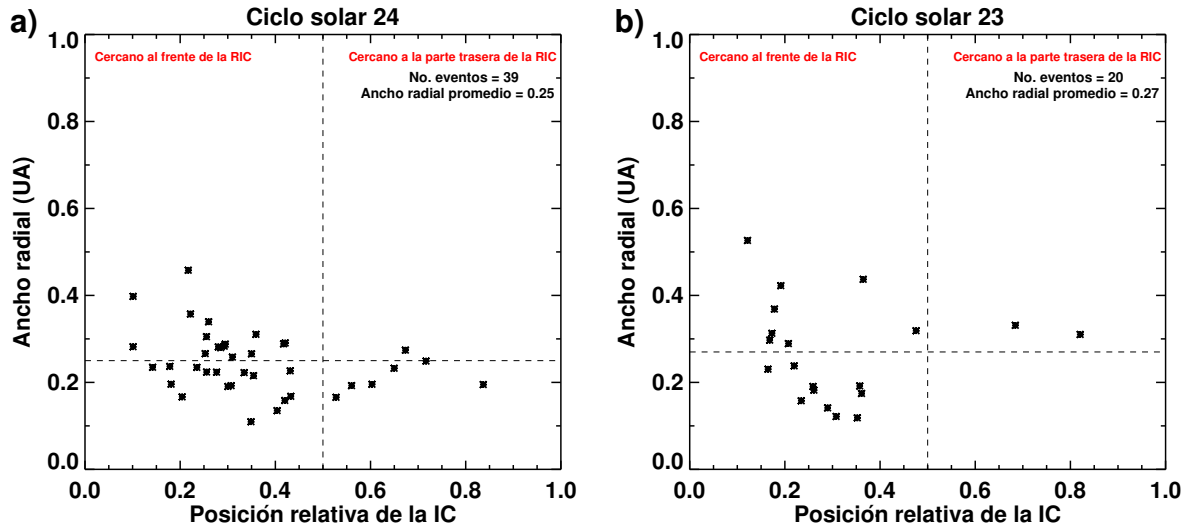 a)
Ciclo solar 24
Cercano al frente de la RIC
Cercano a la parte trasera de la RIC
No. eventos = 39
Ancho radial promedio = 0.25
1.0
0.8
0.6
0.4
0.2
0.0
Ancho radial (UA)
0.0 0.2 0.4 0.6 0.8 1.0
Posición relativa de la IC
b)
Ciclo solar 23
Cercano al frente de la RIC
Cercano a la parte trasera de la RIC
No. eventos = 20
Ancho radial promedio = 0.27
1.0
0.8
0.6
0.4
0.2
0.0
Ancho radial (UA)
0.0 0.2 0.4 0.6 0.8 1.0
Posición relativa de la IC